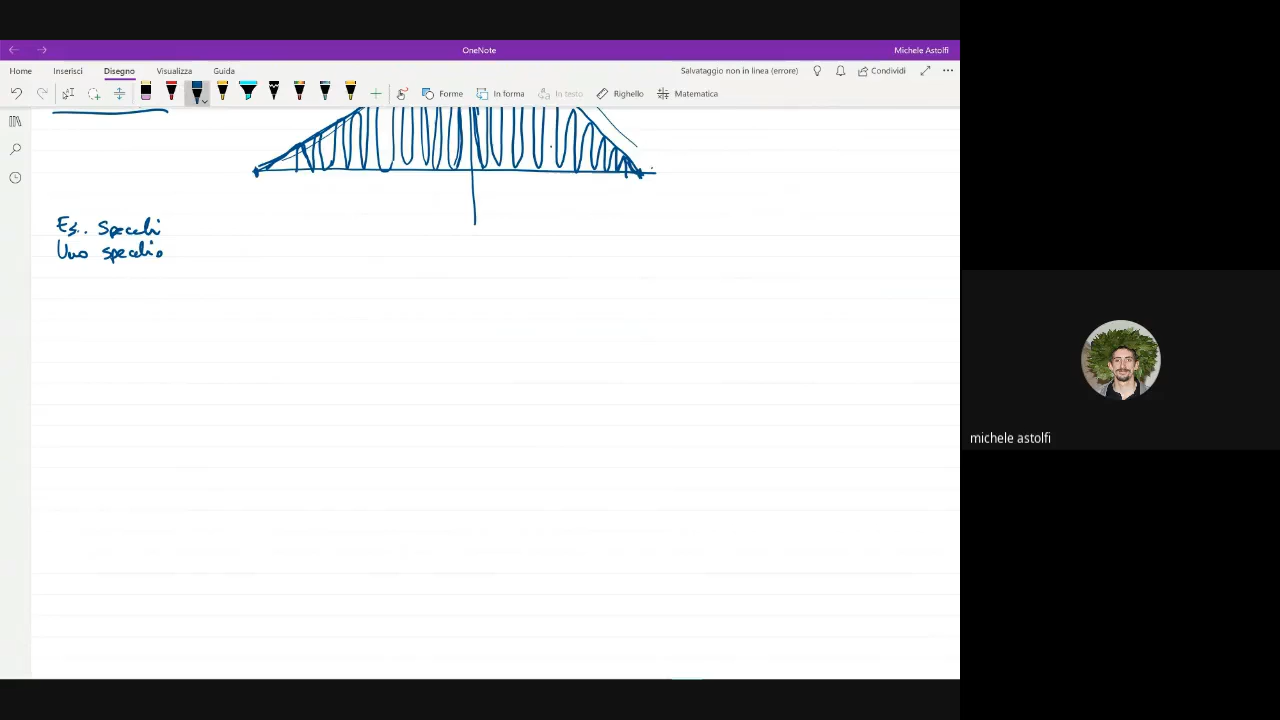 OneNote
Michele Astolfi
Home Inserisci Disegno Visualizza Guida
Salvataggio non in linea (errore) Condividi
Forme In forma In testo Righello Matematica
Es. Specchi
Uno specchio
michele astolfi